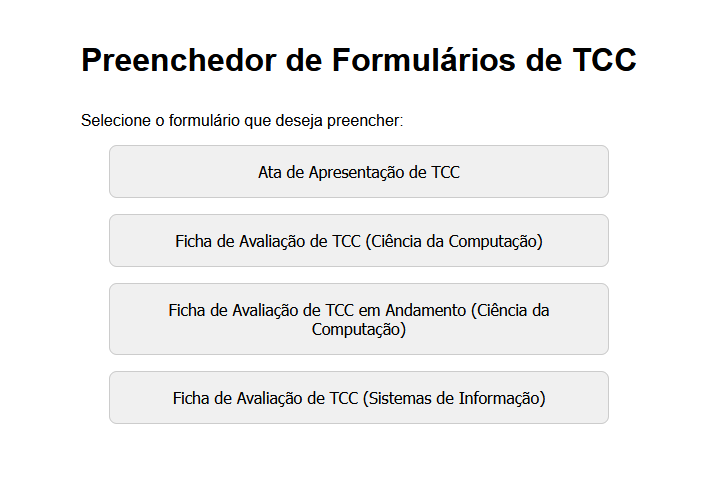 Preenchedor de Formulários de TCC
Selecione o formulário que deseja preencher:
Ata de Apresentação de TCC
Ficha de Avaliação de TCC (Ciência da Computação)
Ficha de Avaliação de TCC em Andamento (Ciência da
Computação)
Ficha de Avaliação de TCC (Sistemas de Informação)